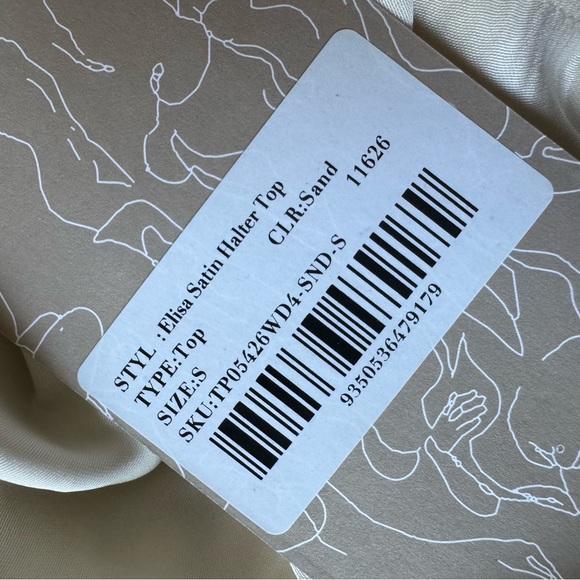 STYL : Elisa Satin Halter Top
TYPE:Top CLR:Sand
SIZE:S 11626
SKU:TP05426WD4-SND-S
9350536479179